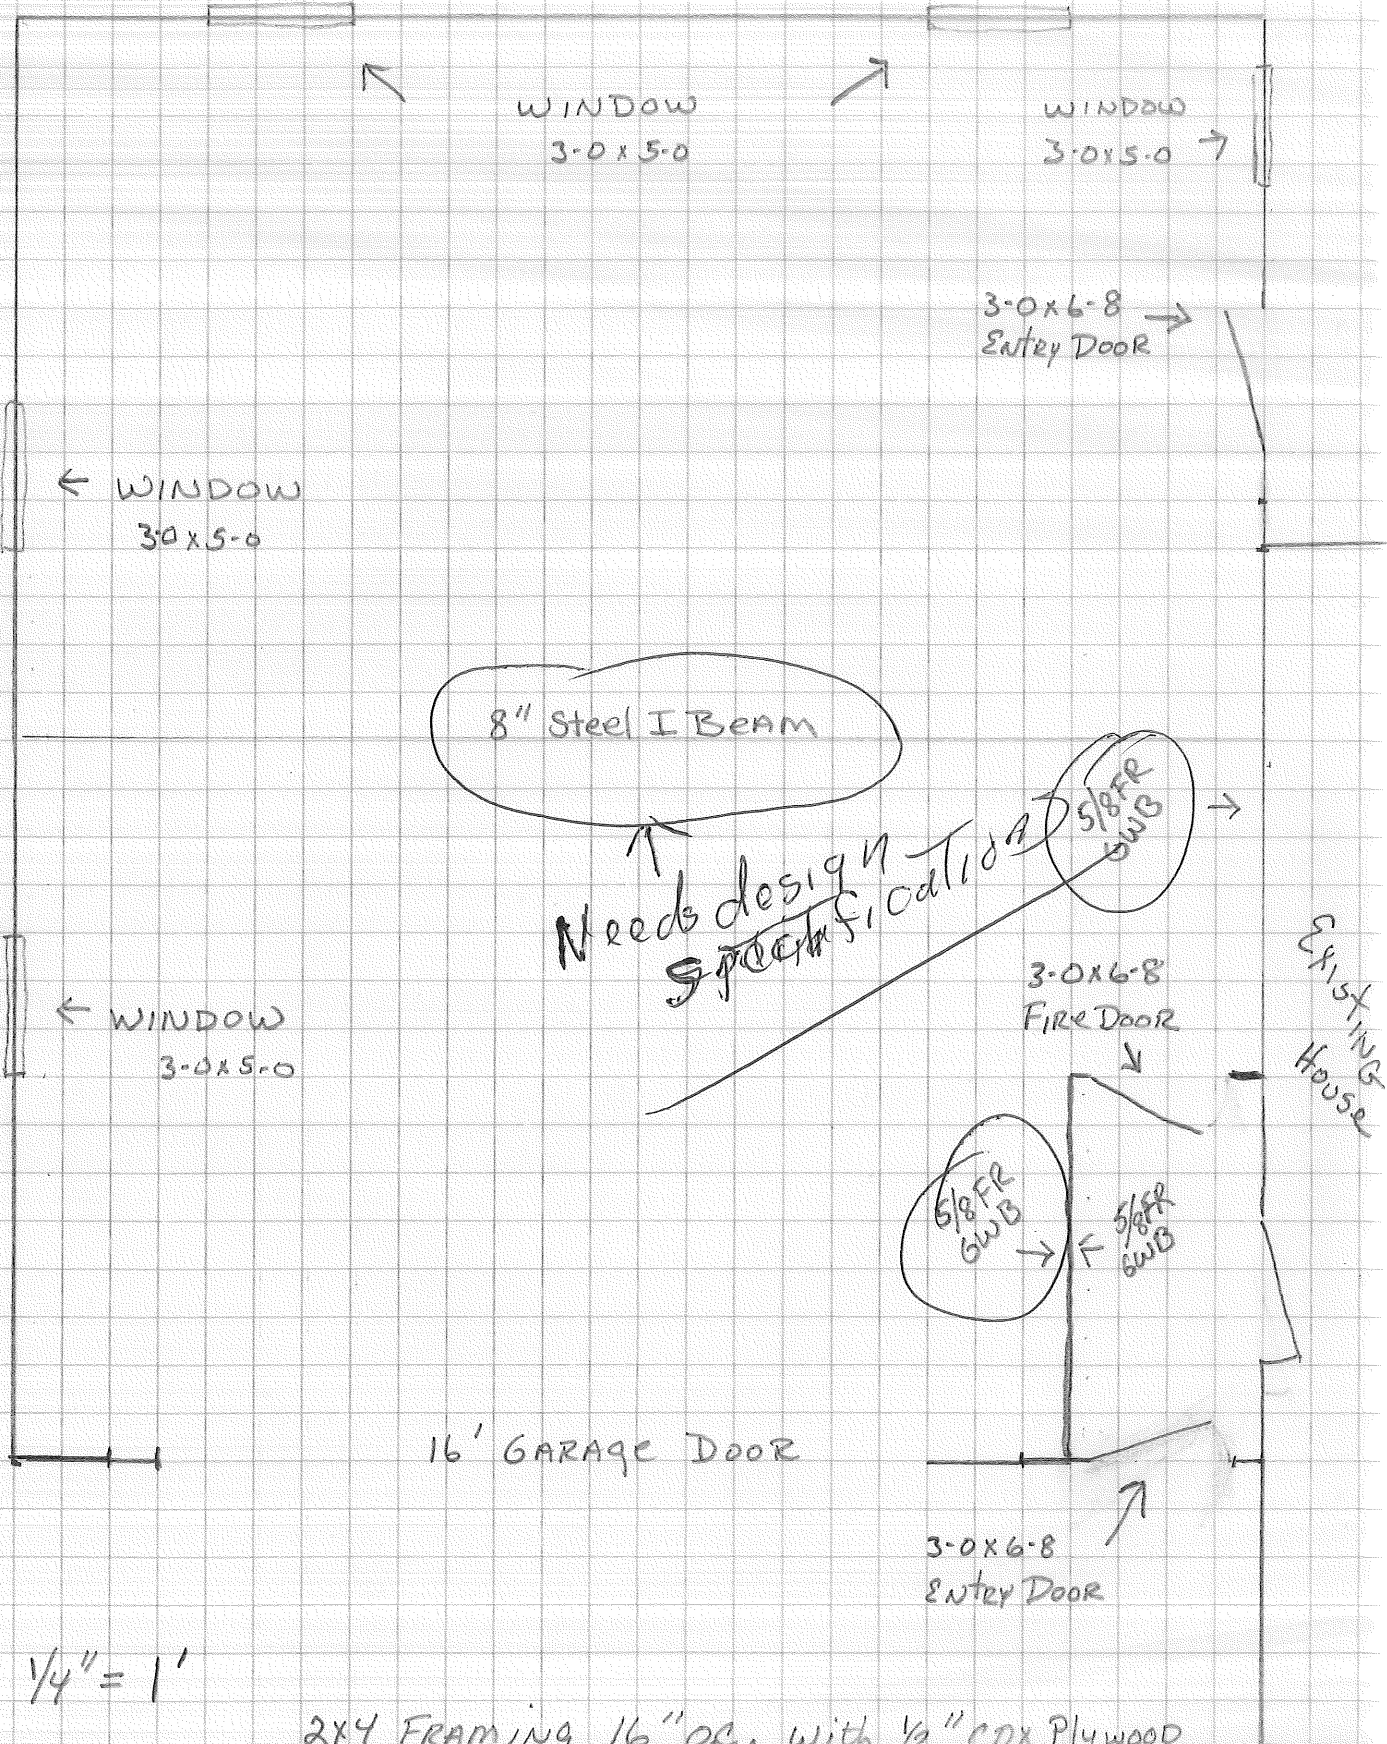 WINDOW
3-0 x 5-0
WINDOW
3-0x5-0
3-0x6-8
Entry Door
WINDOW
3-0 x 5-0
8" Steel I Beam
5/8 FR
GWB
Needs design
specification
3-0x6-8
Fire Door
Existing
House
WINDOW
3-0x5-0
5/8 FR
GWB
5/8 FR
GWB
16' GARAGE DOOR
3-0x6-8
Entry Door
1/4" = 1'
2x4 FRAMING 16" OC. with 1/2" CDX Plywood